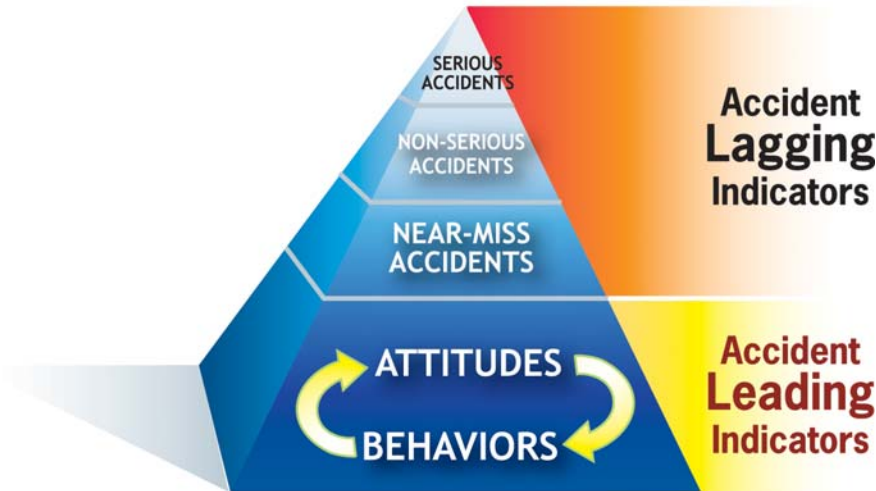 SERIOUS
ACCIDENTS
NON-SERIOUS
ACCIDENTS
NEAR-MISS
ACCIDENTS
ATTITUDES
BEHAVIORS
Accident
Lagging
Indicators
Accident
Leading
Indicators